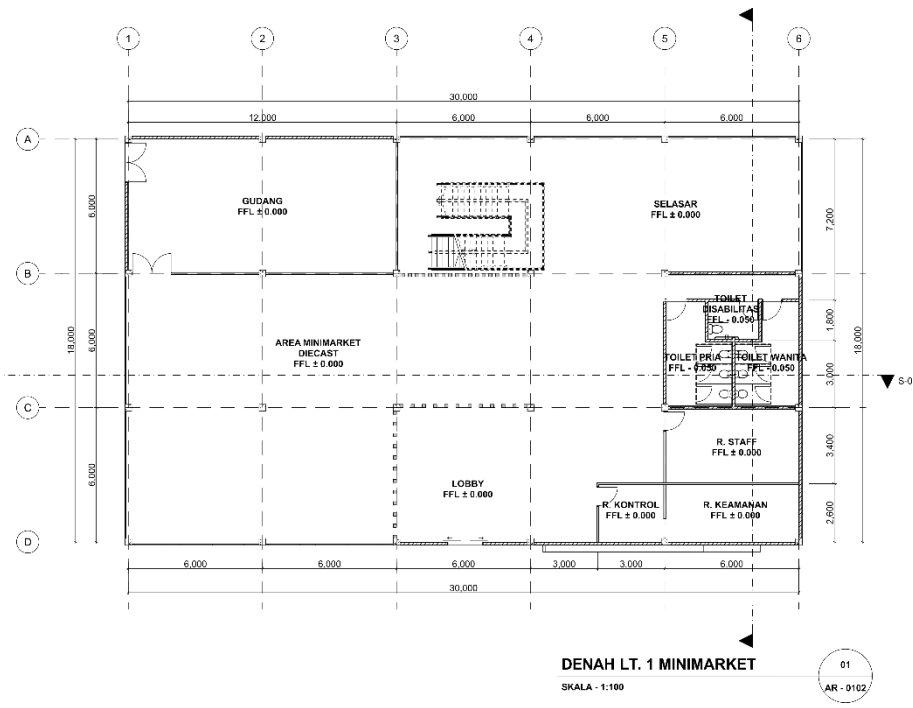 1
2
3
4
5
6
30,000
12,000
6,000
6,000
6,000
A
B
C
D
18,000
6,000
6,000
6,000
GUDANG
FFL ± 0.000
SELASAR
FFL ± 0.000
7,200
1,800
3,000
3,400
2,600
18,000
TOILET
DISABILITAS
FFL - 0.050
AREA MINIMARKET
DIECAST
FFL ± 0.000
TOILET PRIA
FFL - 0.050
TOILET WANITA
FFL - 0.050
S-0
R. STAFF
FFL ± 0.000
LOBBY
FFL ± 0.000
R. KONTROL
FFL ± 0.000
R. KEAMANAN
FFL ± 0.000
6,000
6,000
6,000
3,000
3,000
6,000
30,000
DENAH LT. 1 MINIMARKET
SKALA - 1:100
01
AR - 0102